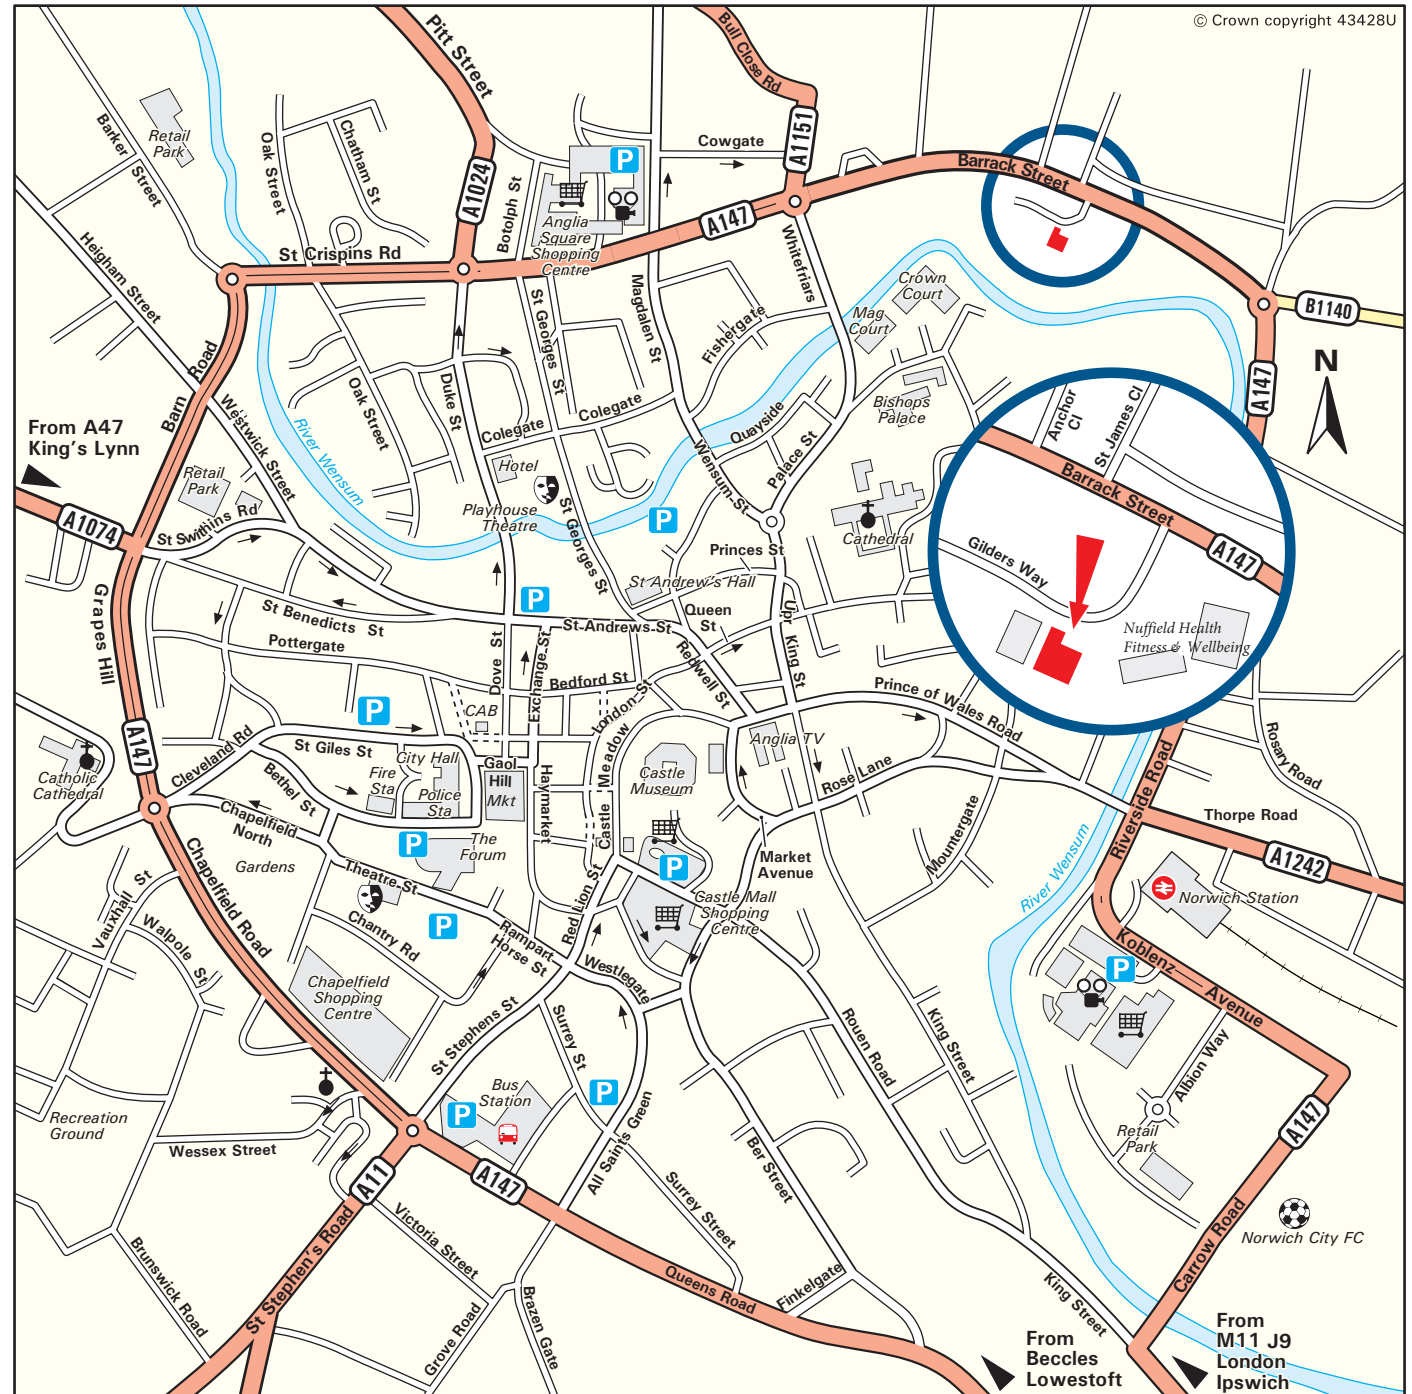 © Crown copyright 43428U
Pitt Street
Bull Close Rd
Barker
Street
Retail
Park
Oak Street
Chatham St
A1024
Botolph St
P
Cowgate
A1151
Barrack Street
Anglia
Square
Shopping
Centre
A147
Heigham Street
St Crispins Rd
Whitefriars
Magdalen St
St Georges St
Crown
Court
Mag
Court
Fishergate
B1140
N
A147
Barn Road
Oak Street
Duke St
Colegate
Colegate
Quayside
Bishops
Palace
Anchor
Cl
St James Cl
From A47
King's Lynn
Westwick Street
River Wensum
Wensum St
Palace St
Barrack Street
Retail
Park
Hotel
Playhouse
Theatre
St Georges St
P
Cathedral
A1074
St Swithins Rd
A147
Gilders Way
Princes St
St Andrew's Hall
Grapes Hill
St Benedicts St
P
Queen
St
Upr King St
Nuffield Health
Fitness & Wellbeing
Pottergate
St Andrews St
Redwell St
Dove St
Exchange St
Bedford St
London St
Prince of Wales Road
P
CAB
A147
Cleveland Rd
St Giles St
City Hall
Gaol
Hill
Mkt
Haymarket
Castle Meadow
Castle
Museum
Anglia TV
Rose Lane
Rosary Road
Catholic
Cathedral
Bethel St
Fire
Sta
Police
Sta
Riverside Road
Thorpe Road
Chapelfield
North
P
The
Forum
Market
Avenue
Mountergate
River Wensum
A1242
Gardens
Theatre St
P
Chapelfield Road
Vauxhall St
Walpole St
Chantry Rd
P
Rampart
Horse St
Red Lion St
Castle Mall
Shopping
Centre
Norwich Station
Koblenz Avenue
P
Westlegate
Chapelfield
Shopping
Centre
St Stephens St
Surrey St
Rouen Road
King Street
Albion Way
Bus
Station
P
P
Recreation
Ground
Wessex Street
A11
A147
All Saints Green
Surrey Street
Ber Street
Retail
Park
A147
Norwich City FC
Carrow Road
Brunswick Road
St Stephen's Road
Victoria Street
Grove Road
Brazen Gate
Queens Road
Finkelgate
King Street
From
Beccles
Lowestoft
From
M11 J9
London
Ipswich